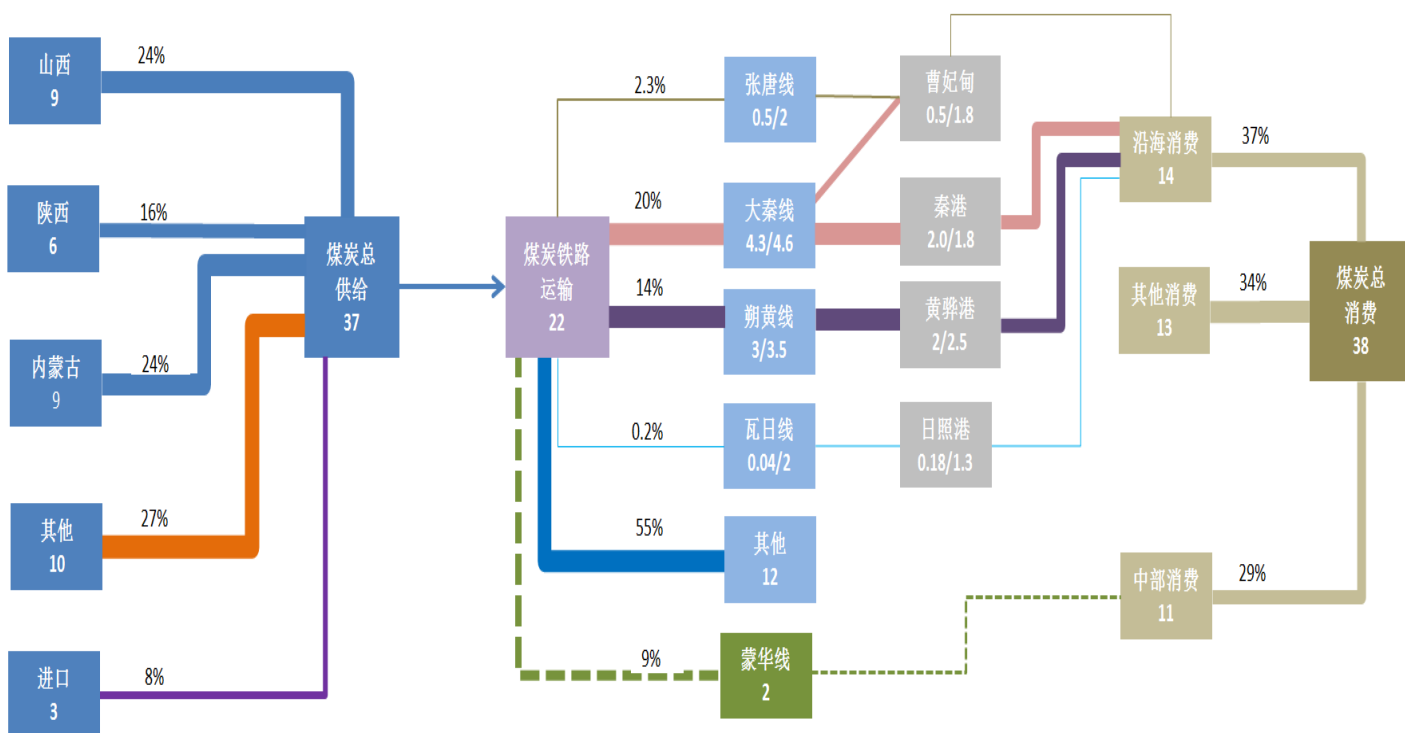 山西
9
24%
陕西
6
16%
内蒙古
9
24%
其他
10
27%
进口
3
8%
煤炭总
供给
37
煤炭铁路
运输
22
2.3%
张唐线
0.5/2
20%
大秦线
4.3/4.6
14%
朔黄线
3/3.5
0.2%
瓦日线
0.04/2
55%
其他
12
9%
蒙华线
2
曹妃甸
0.5/1.8
秦港
2.0/1.8
黄骅港
2/2.5
日照港
0.18/1.3
沿海消费
14
37%
其他消费
13
34%
中部消费
11
29%
煤炭总
消费
38